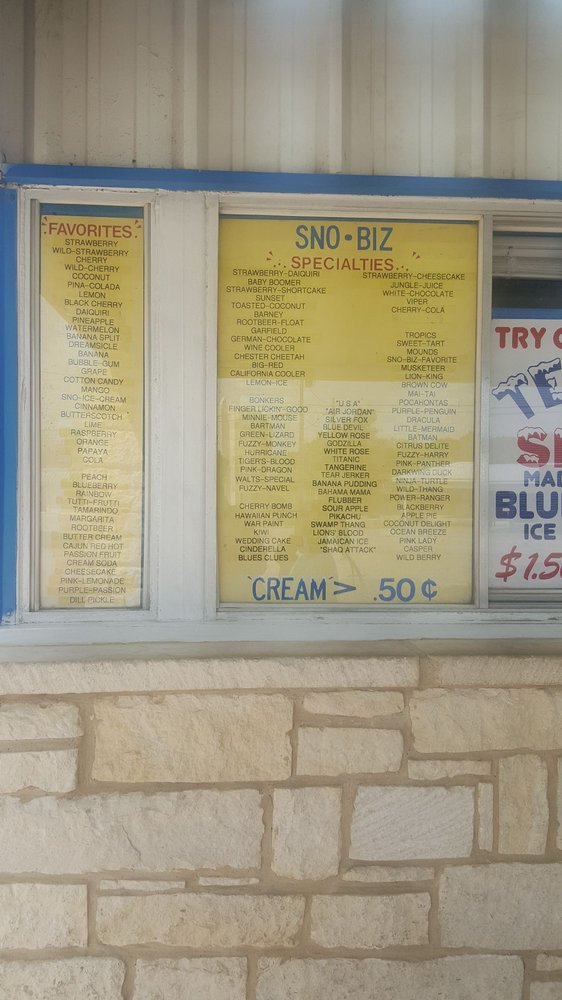 FAVORITES
STRAWBERRY
WILD-STRAWBERRY
CHERRY
WILD-CHERRY
COCONUT
PINA-COLADA
LEMON
BLACK CHERRY
DAIQUIRI
PINEAPPLE
WATERMELON
BANANA SPLIT
DREAMSICLE
BANANA
BUBBLE-GUM
GRAPE
COTTON CANDY
MANGO
SNO-ICE-CREAM
CINNAMON
BUTTERSCOTCH
LIME
RASPBERRY
ORANGE
PAPAYA
COLA
PEACH
BLUEBERRY
RAINBOW
TUTTI-FRUTTI
TAMARINDO
MARGARITA
ROOTBEER
BUTTER CREAM
CAJUN RED HOT
PASSION FRUIT
CREAM SODA
CHEESECAKE
PINK-LEMONADE
PURPLE-PASSION
DILL PICKLE
SNO•BIZ
SPECIALTIES
STRAWBERRY-DAIQUIRI
BABY BOOMER
STRAWBERRY-SHORTCAKE
SUNSET
TOASTED-COCONUT
BARNEY
ROOTBEER-FLOAT
GARFIELD
GERMAN-CHOCOLATE
WINE COOLER
CHESTER CHEETAH
BIG-RED
CALIFORNIA COOLER
LEMON-ICE
BONKERS
FINGER LICKIN'-GOOD
MINNIE-MOUSE
BARTMAN
GREEN-LIZARD
FUZZY-MONKEY
HURRICANE
TIGER'S-BLOOD
PINK-DRAGON
WALT'S-SPECIAL
FUZZY-NAVEL
CHERRY BOMB
HAWAIIAN PUNCH
WAR PAINT
KIWI
WEDDING CAKE
CINDERELLA
BLUES CLUES
"U S A"
"AIR JORDAN"
SILVER FOX
BLUE DEVIL
YELLOW ROSE
GODZILLA
WHITE ROSE
TITANIC
TANGERINE
TEAR JERKER
BANANA PUDDING
BAHAMA MAMA
FLUBBER
SOUR APPLE
PIKACHU
SWAMP THANG
LIONS' BLOOD
JAMAICAN ICE
"SHAQ ATTACK"
STRAWBERRY-CHEESECAKE
JUNGLE-JUICE
WHITE-CHOCOLATE
VIPER
CHERRY-COLA
TROPICS
SWEET-TART
MOUNDS
SNO-BIZ-FAVORITE
MUSKETEER
LION-KING
BROWN COW
MAI-TAI
POCAHONTAS
PURPLE-PENGUIN
DRACULA
LITTLE-MERMAID
BATMAN
CITRUS DELITE
FUZZY-HARRY
PINK-PANTHER
DARKWING DUCK
NINJA-TURTLE
WILD-THANG
POWER-RANGER
BLACKBERRY
APPLE PIE
COCONUT DELIGHT
OCEAN BREEZE
PINK LADY
CASPER
WILD BERRY
'CREAM' > .50 ¢
TRY
TE
MAD
BLU
ICE
$1.50